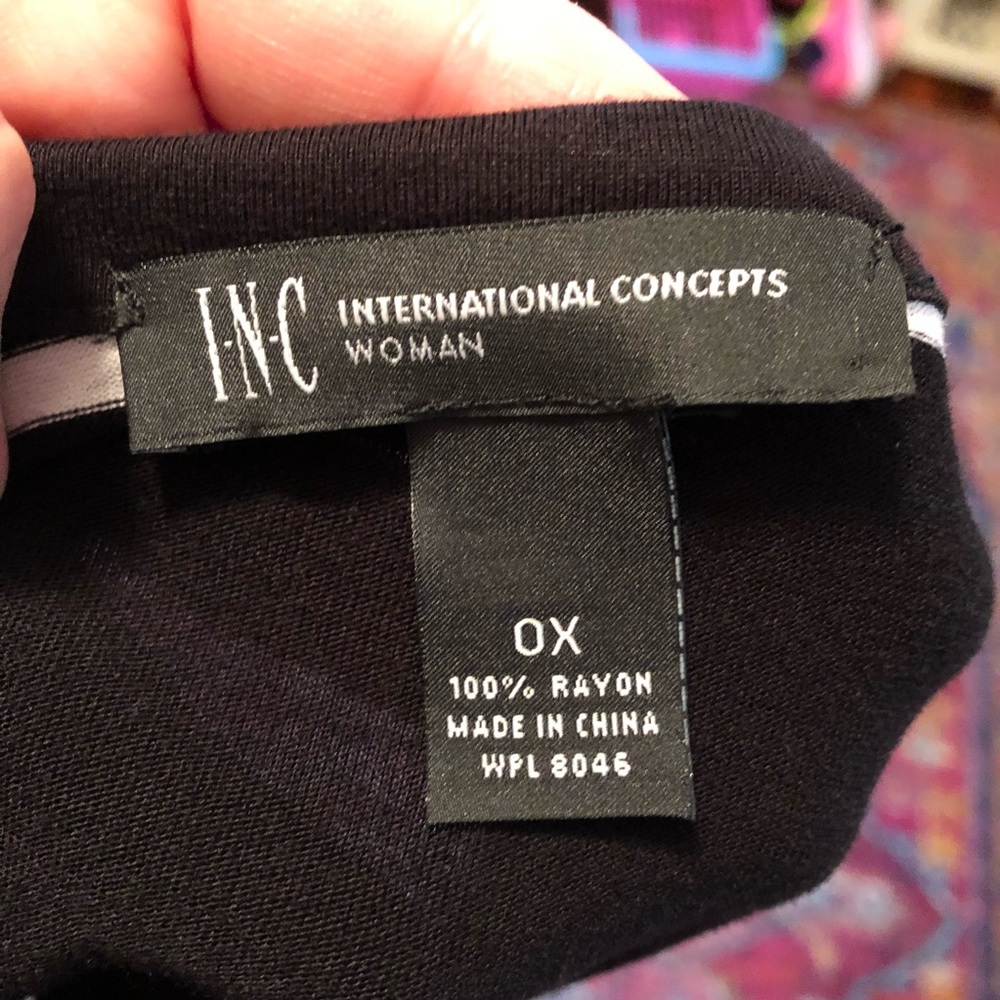 I·N·C INTERNATIONAL CONCEPTS
WOMAN
0X
100% RAYON
MADE IN CHINA
WPL 8046